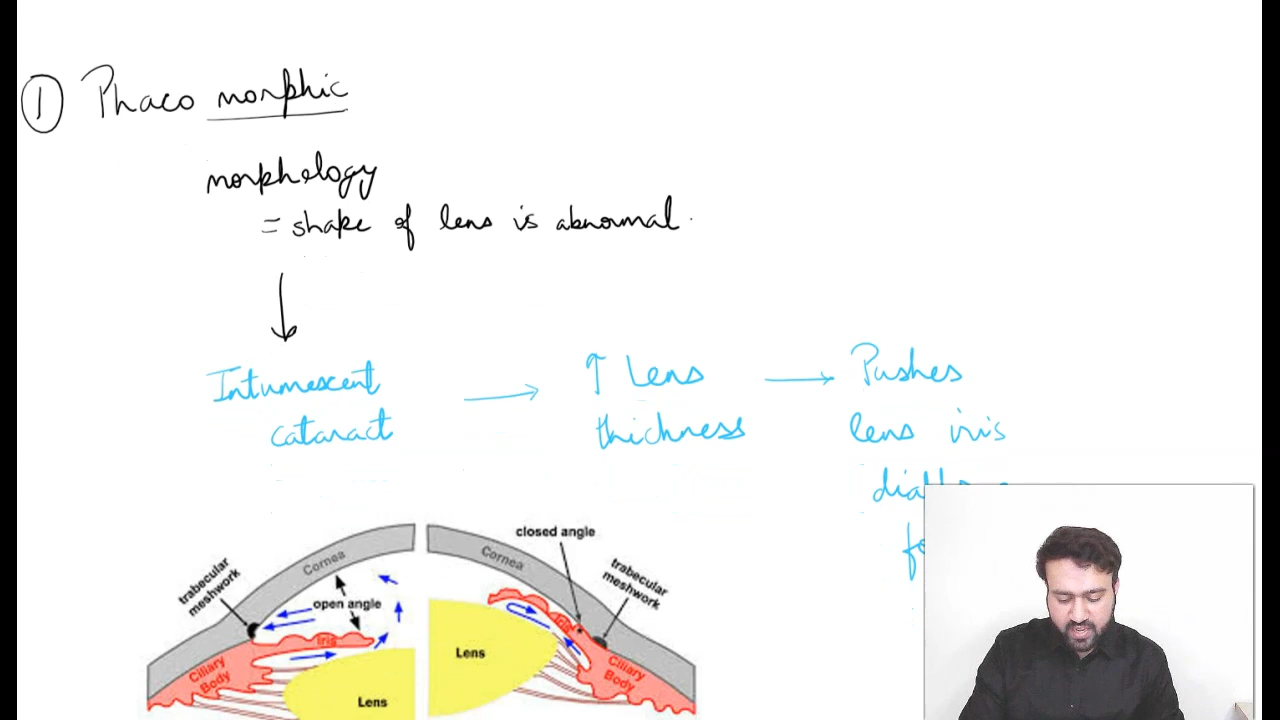 ① Phaco morphic
morphology
= shape of lens is abnormal.
Intumescent cataract → ↑ Lens thickness → Pushes lens iris
closed angle
Cornea
Cornea
trabecular meshwork
trabecular meshwork
open angle
Iris
Iris
Ciliary Body
Ciliary Body
Lens
Lens